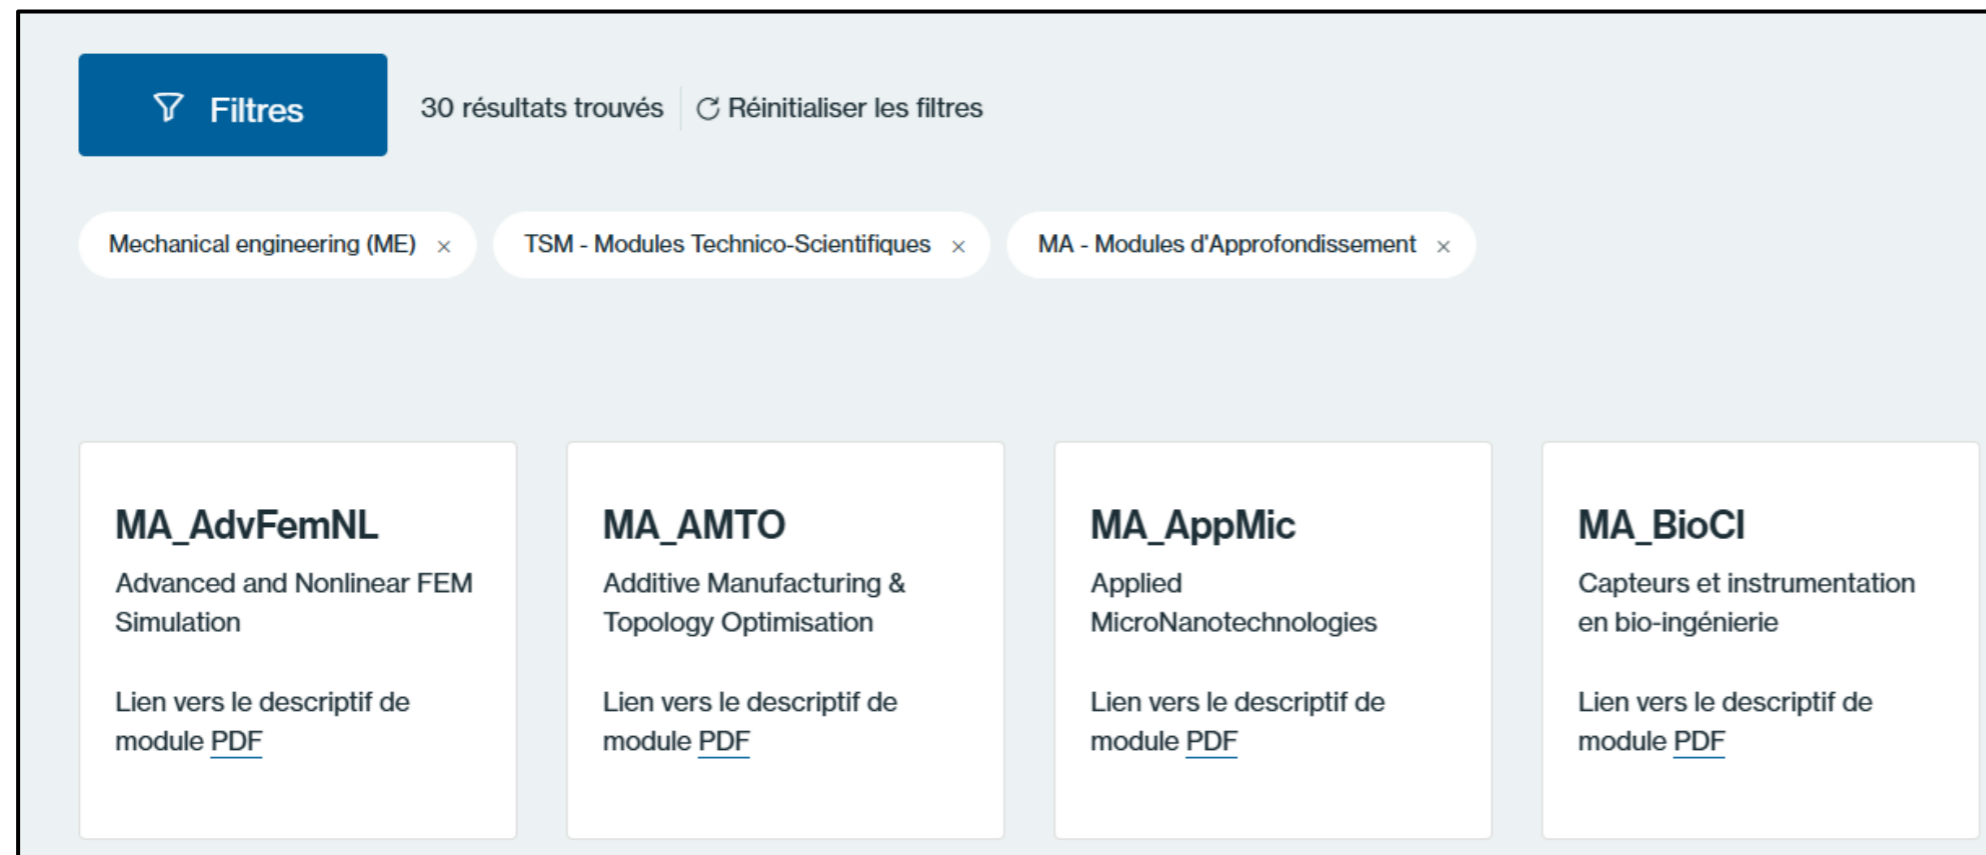 Filtres
30 résultats trouvés
Réinitialiser les filtres
Mechanical engineering (ME) ×
TSM - Modules Technico-Scientifiques ×
MA - Modules d'Approfondissement ×
MA_AdvFemNL
Advanced and Nonlinear FEM
Simulation
Lien vers le descriptif de
module PDF
MA_AMTO
Additive Manufacturing &
Topology Optimisation
Lien vers le descriptif de
module PDF
MA_AppMic
Applied
MicroNanotechnologies
Lien vers le descriptif de
module PDF
MA_BioCI
Capteurs et instrumentation
en bio-ingénierie
Lien vers le descriptif de
module PDF